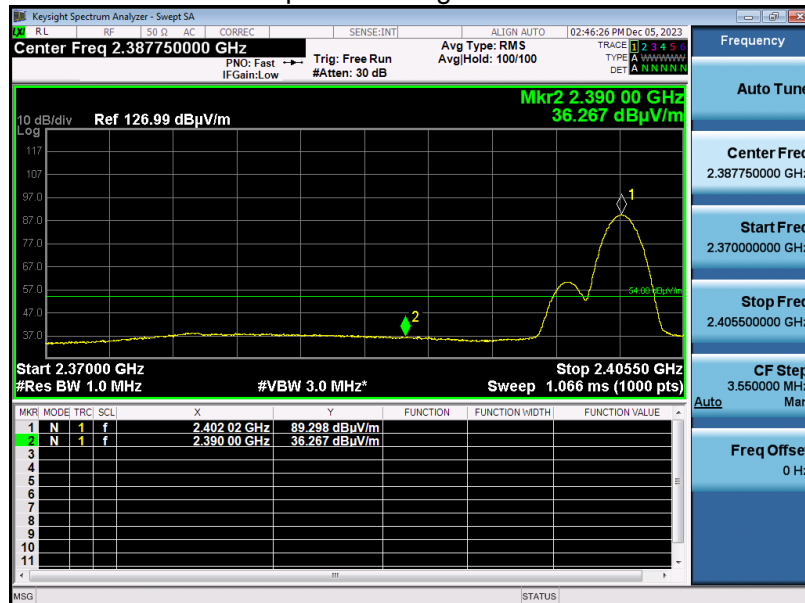 Keysight Spectrum Analyzer - Swept SA
LXI RL RF 50 Ω AC CORREC SENSE:INT ALIGN AUTO 02:46:26 PM Dec 05, 2023
Center Freq 2.387750000 GHz
PNO: Fast
IFGain:Low
Trig: Free Run
#Atten: 30 dB
Avg Type: RMS
Avg|Hold: 100/100
TRACE 1 2 3 4 5 6
TYPE A WWWWW
DET A N N N N N
Mkr2 2.390 00 GHz
36.267 dBµV/m
10 dB/div Ref 126.99 dBµV/m
Log
117
107
97.0
87.0
77.0
67.0
57.0
47.0
37.0
1
54.00 dBµV/m
2
Start 2.37000 GHz Stop 2.40550 GHz
#Res BW 1.0 MHz #VBW 3.0 MHz* Sweep 1.066 ms (1000 pts)
MKR MODE TRC SCL X Y FUNCTION FUNCTION WIDTH FUNCTION VALUE
1 N 1 f 2.402 02 GHz 89.298 dBµV/m
2 N 1 f 2.390 00 GHz 36.267 dBµV/m
3
4
5
6
7
8
9
10
11
MSG STATUS
Frequency
Auto Tune
Center Freq
2.387750000 GHz
Start Freq
2.370000000 GHz
Stop Freq
2.405500000 GHz
CF Step
3.550000 MHz
Auto Man
Freq Offset
0 Hz